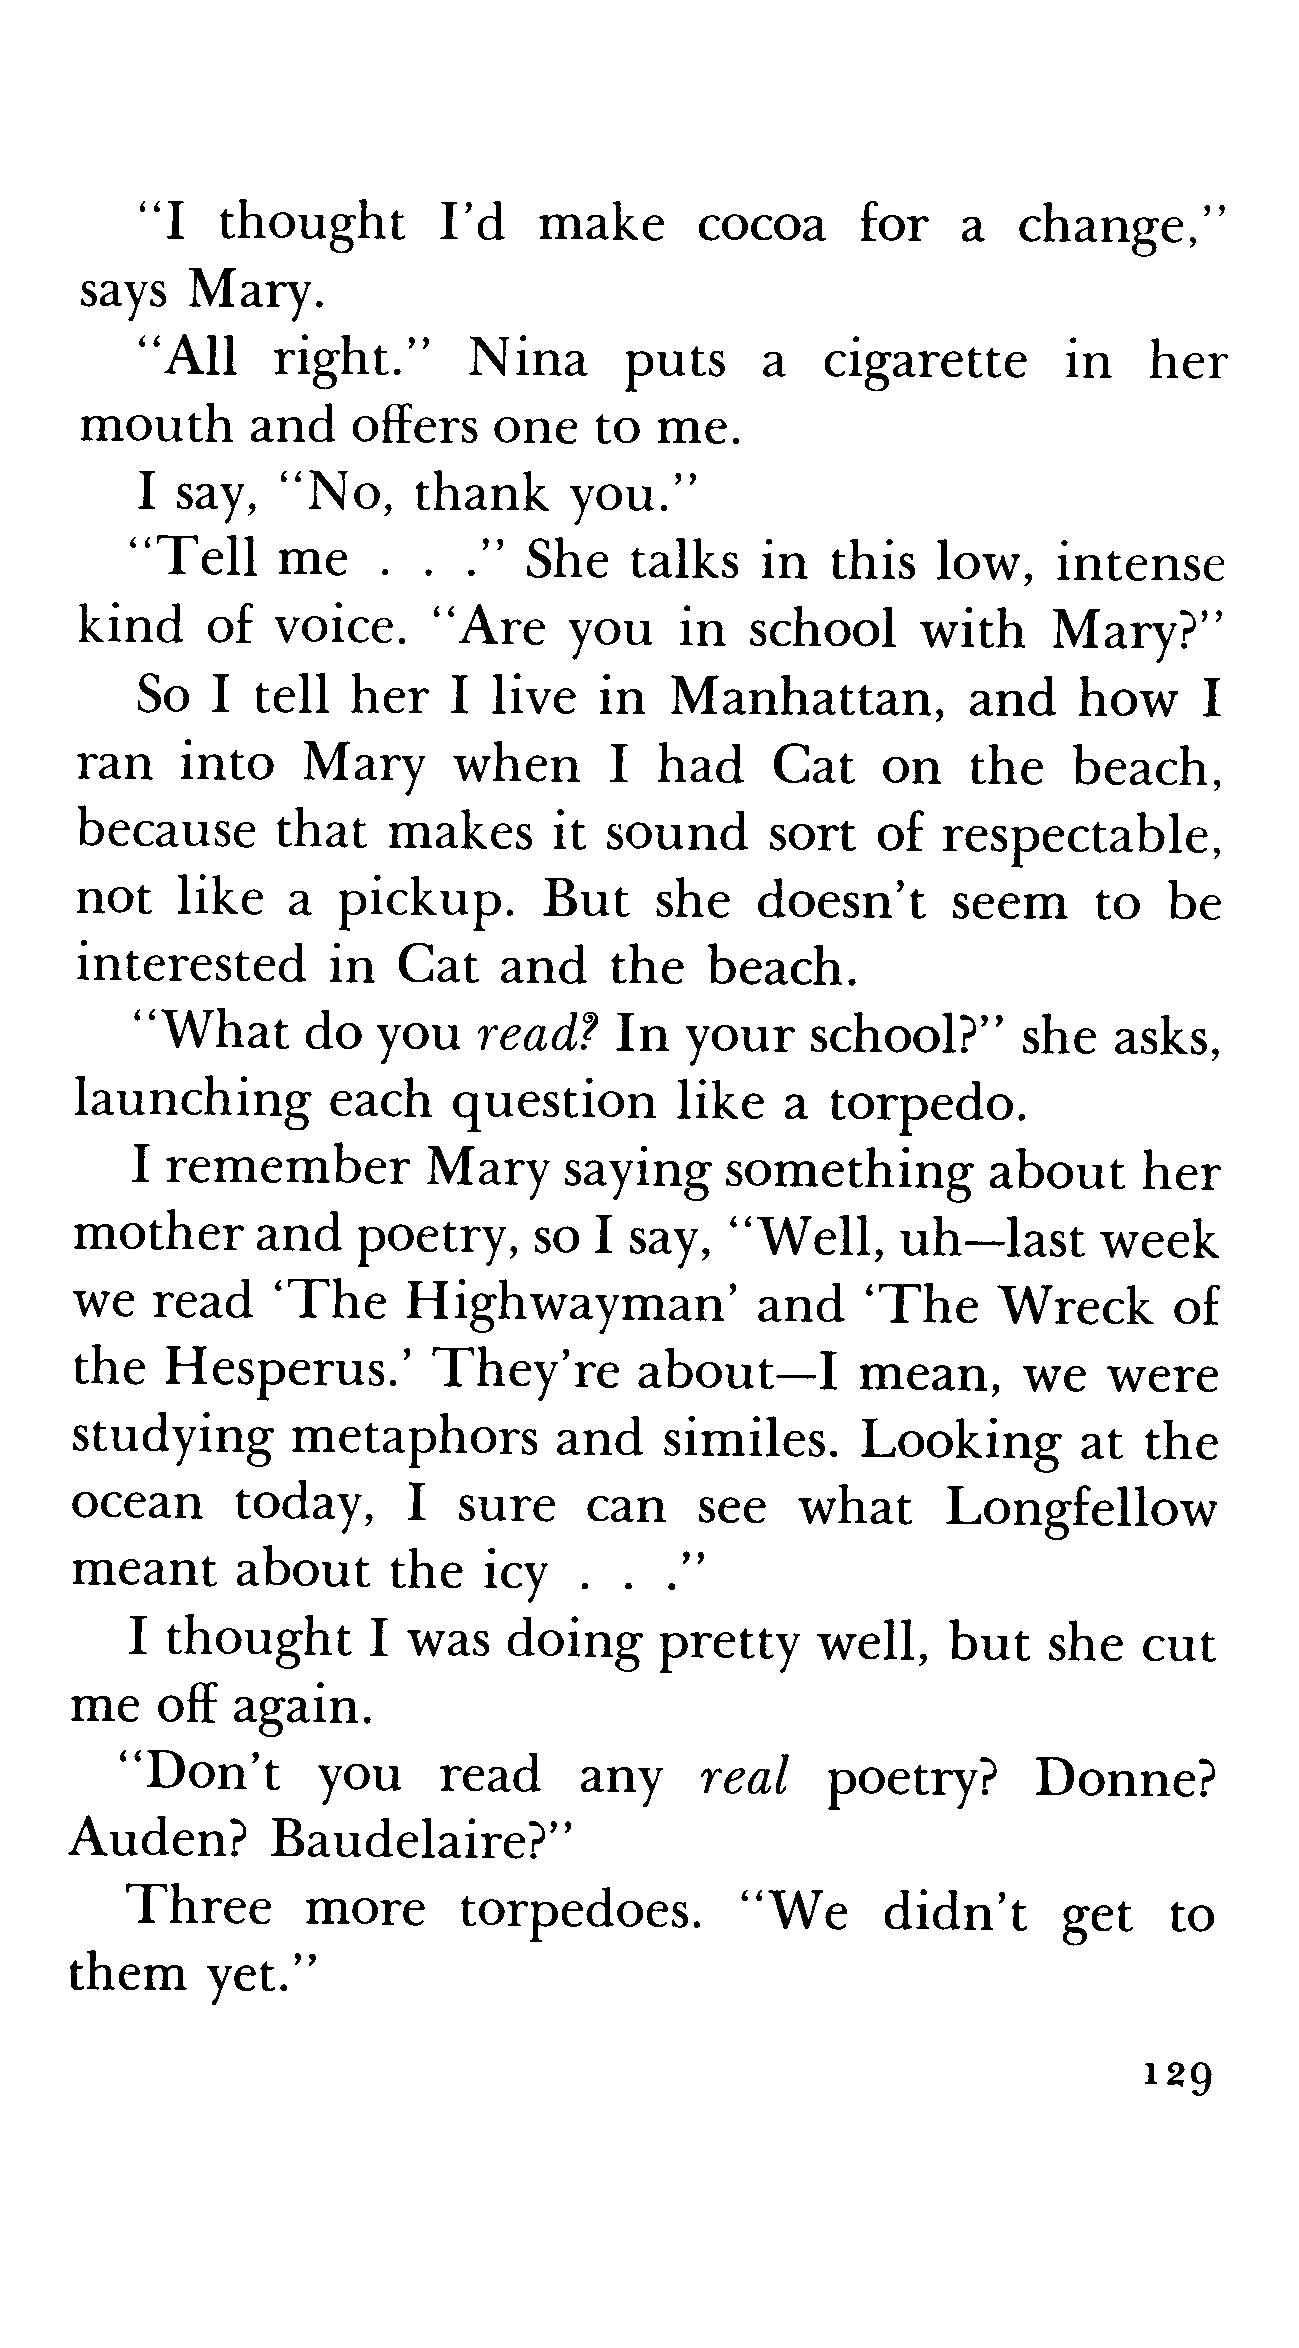 “I thought I’d make cocoa for a change,”
says Mary.
“All right.” Nina puts a cigarette in her
mouth and offers one to me.
I say, “No, thank you.”
“Tell me . . .” She talks in this low, intense
kind of voice. “Are you in school with Mary?”
So I tell her I live in Manhattan, and how I
ran into Mary when I had Cat on the beach,
because that makes it sound sort of respectable,
not like a pickup. But she doesn’t seem to be
interested in Cat and the beach.
“What do you read? In your school?” she asks,
launching each question like a torpedo.
I remember Mary saying something about her
mother and poetry, so I say, “Well, uh—last week
we read ‘The Highwayman’ and ‘The Wreck of
the Hesperus.’ They’re about—I mean, we were
studying metaphors and similes. Looking at the
ocean today, I sure can see what Longfellow
meant about the icy . . .”
I thought I was doing pretty well, but she cut
me off again.
“Don’t you read any real poetry? Donne?
Auden? Baudelaire?”
Three more torpedoes. “We didn’t get to
them yet.”
129